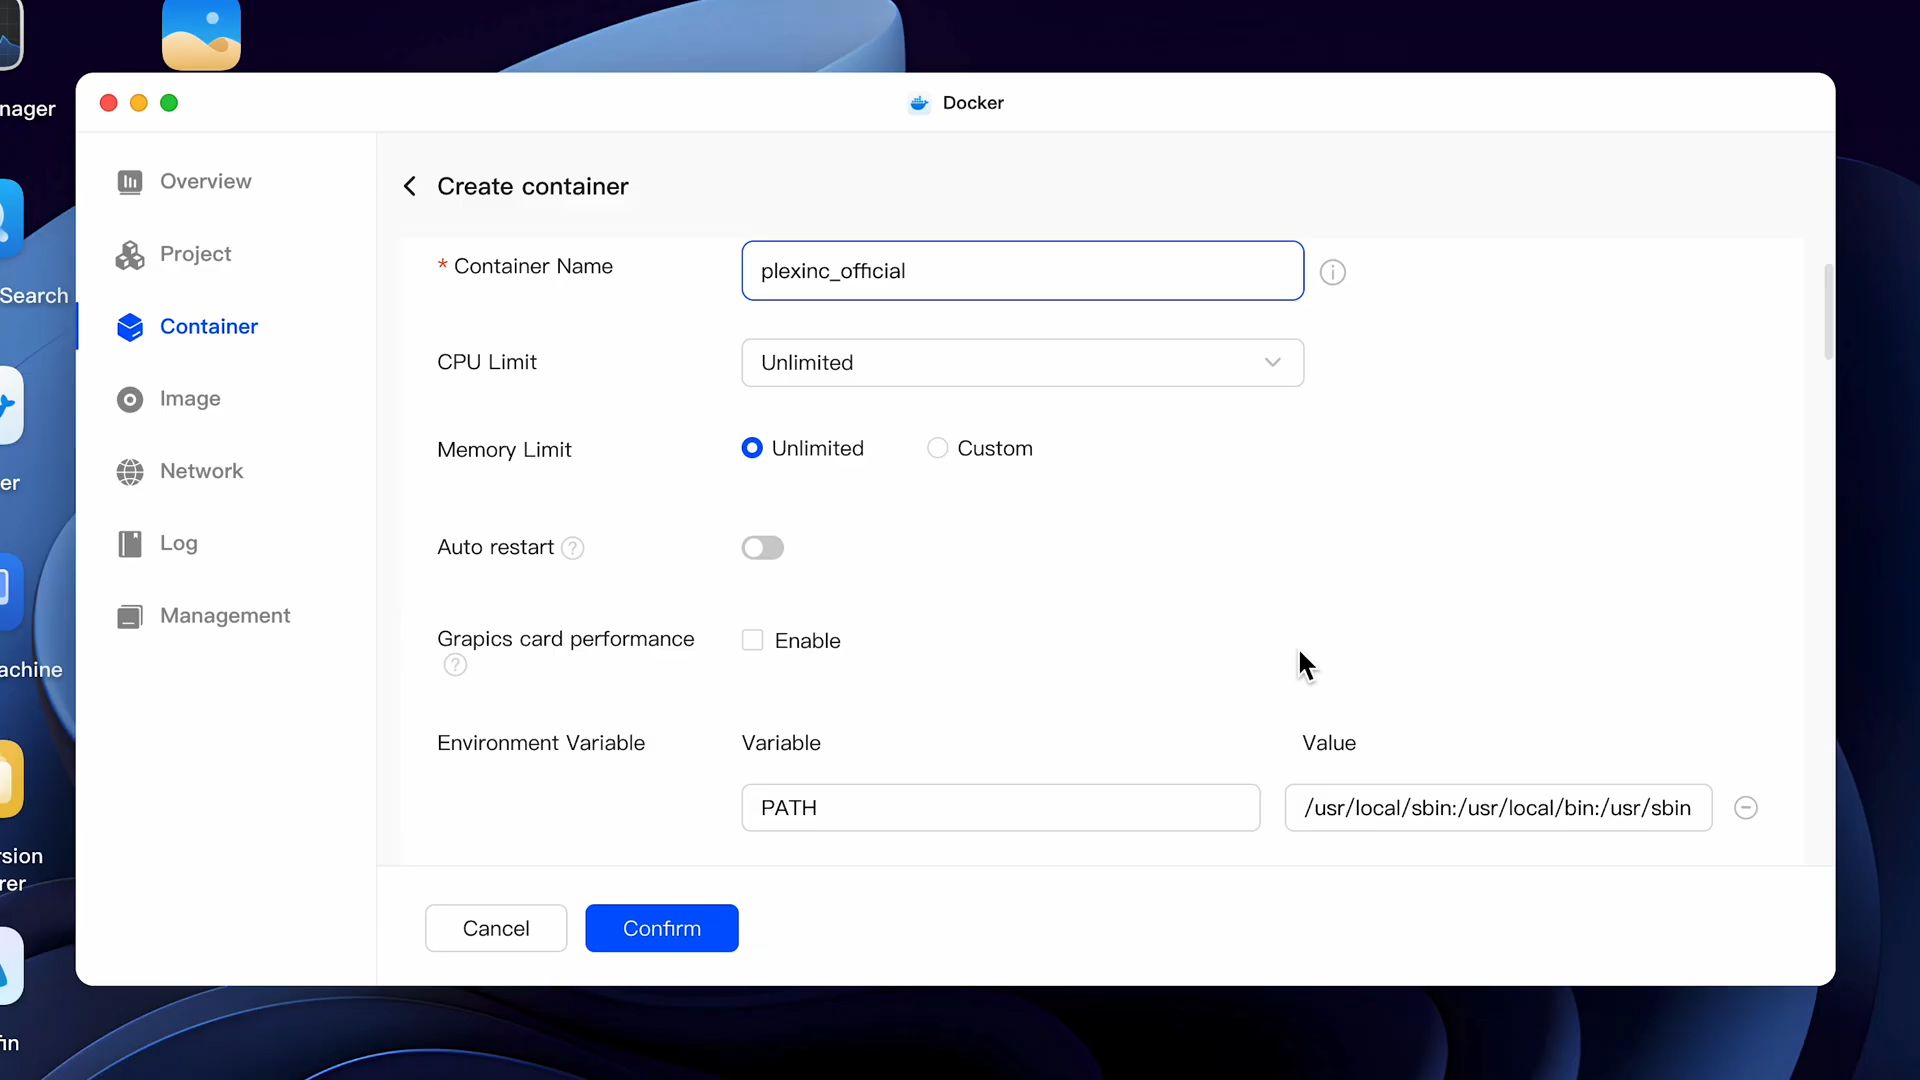 Docker
nager
Search
er
achine
sion
rer
fin
Overview
Project
Container
Image
Network
Log
Management
Create container
* Container Name
plexinc_official
CPU Limit
Unlimited
Memory Limit
Unlimited
Custom
Auto restart
Grapics card performance
Enable
Environment Variable
Variable
Value
PATH
/usr/local/sbin:/usr/local/bin:/usr/sbin
Cancel
Confirm